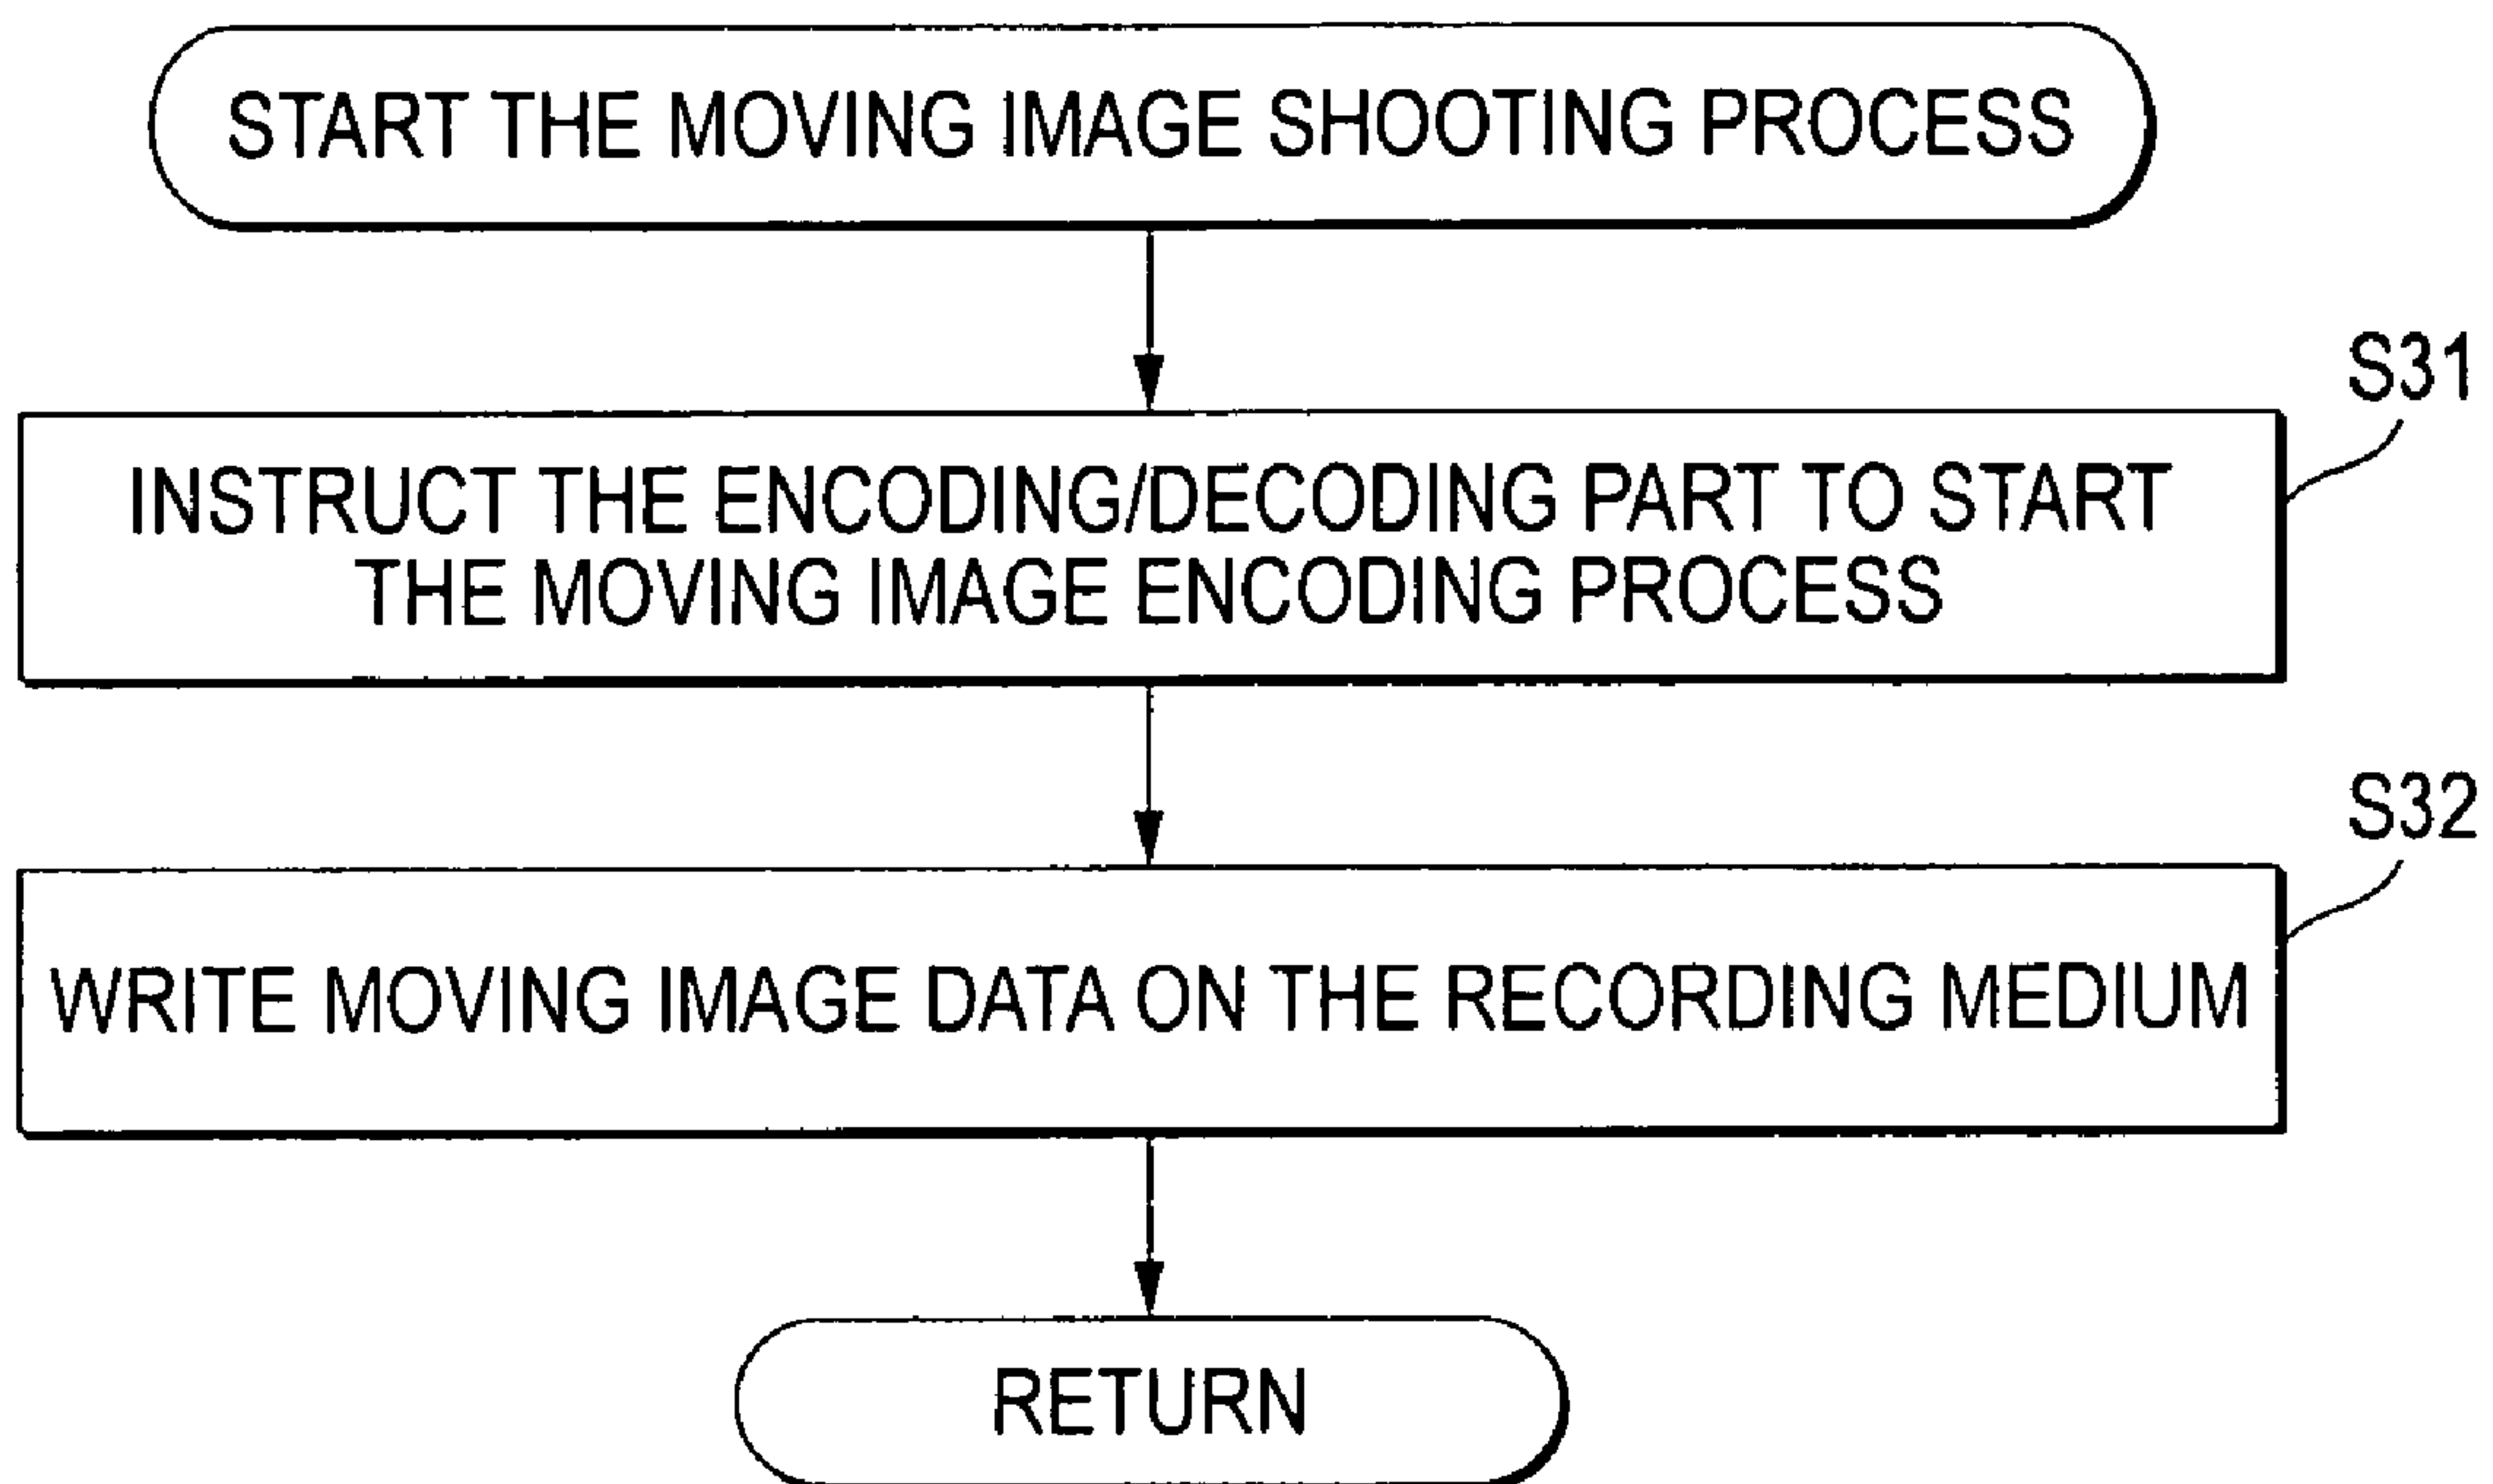 START THE MOVING IMAGE SHOOTING PROCESS
S31
INSTRUCT THE ENCODING/DECODING PART TO START
THE MOVING IMAGE ENCODING PROCESS
S32
WRITE MOVING IMAGE DATA ON THE RECORDING MEDIUM
RETURN